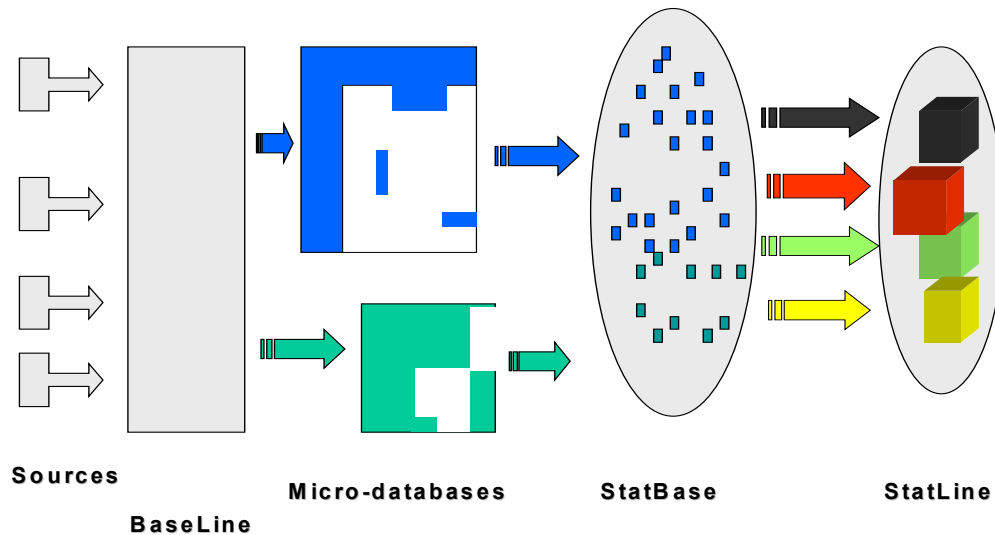 Sources
BaseLine
Micro-databases
StatBase
StatLine